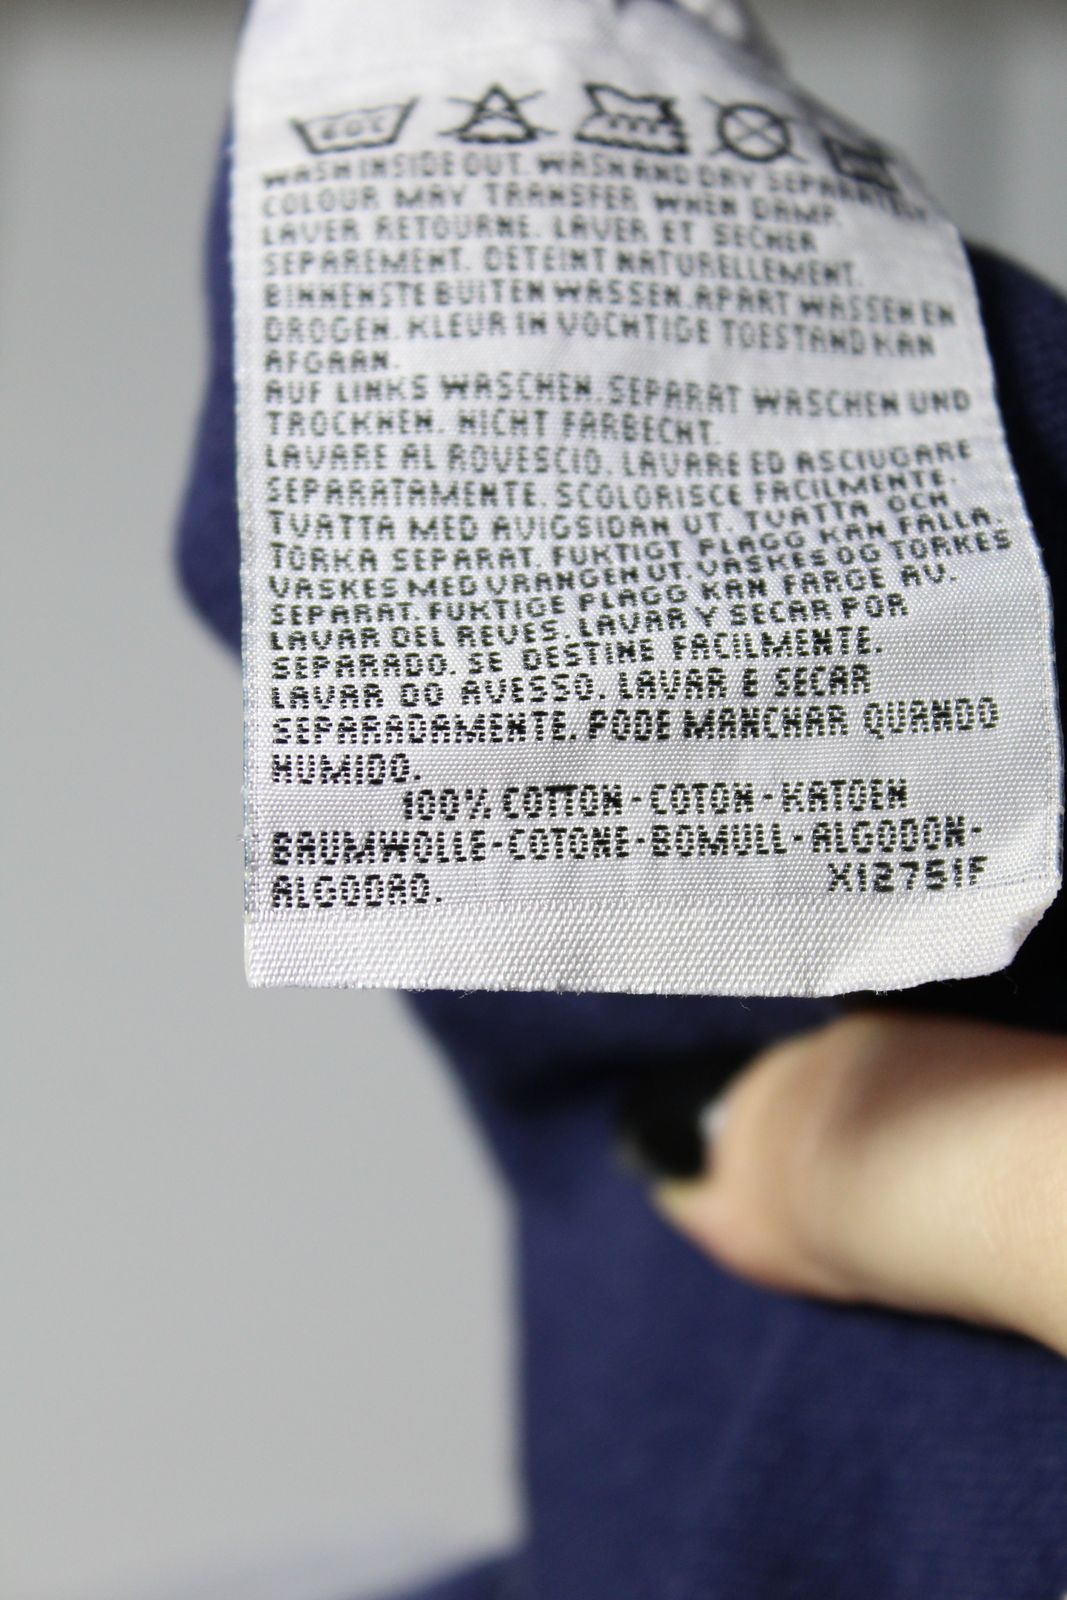 WASH INSIDE OUT. WASH AND DRY SEPARATELY.
COLOUR MAY TRANSFER WHEN DAMP.
LAVER RETOURNE. LAVER ET SECHER
SEPAREMENT. DETEINT NATURELLEMENT.
BINNENSTE BUITEN WASSEN. APART WASSEN EN
DROGEN. KLEUR IN VOCHTIGE TOESTAND KAN
AFGAAN.
AUF LINKS WASCHEN. SEPARAT WASCHEN UND
TROCKNEN. NICHT FARBECHT.
LAVARE AL ROVESCIO. LAVARE ED ASCIUGARE
SEPARATAMENTE. SCOLORISCE FACILMENTE.
TVATTA MED AVIGSIDAN UT. TVATTA OCH
TORKA SEPARAT. FUKTIGT PLAGG KAN FALLA.
VASKES MED VRANGEN UT. VASKES OG TORKES
SEPARAT. FUKTIGE PLAGG KAN FARGE AV.
LAVAR DEL REVES. LAVAR Y SECAR POR
SEPARADO. SE DESTINE FACILMENTE.
LAVAR DO AVESSO. LAVAR E SECAR
SEPARADAMENTE. PODE MANCHAR QUANDO
HUMIDO.
100% COTTON - COTON - KATOEN
BAUMWOLLE-COTONE-BOMULL-ALGODON-
ALGODAO. X12751F